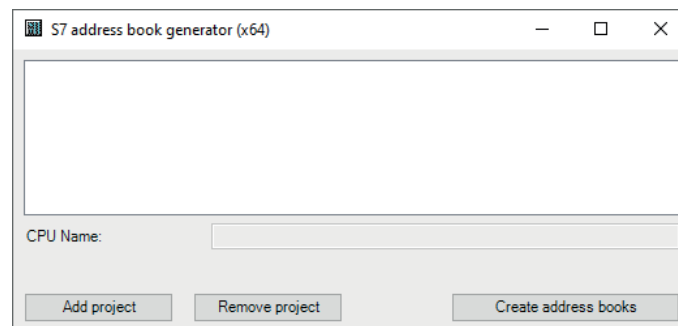 S7 address book generator (x64)
CPU Name:
Add project Remove project Create address books